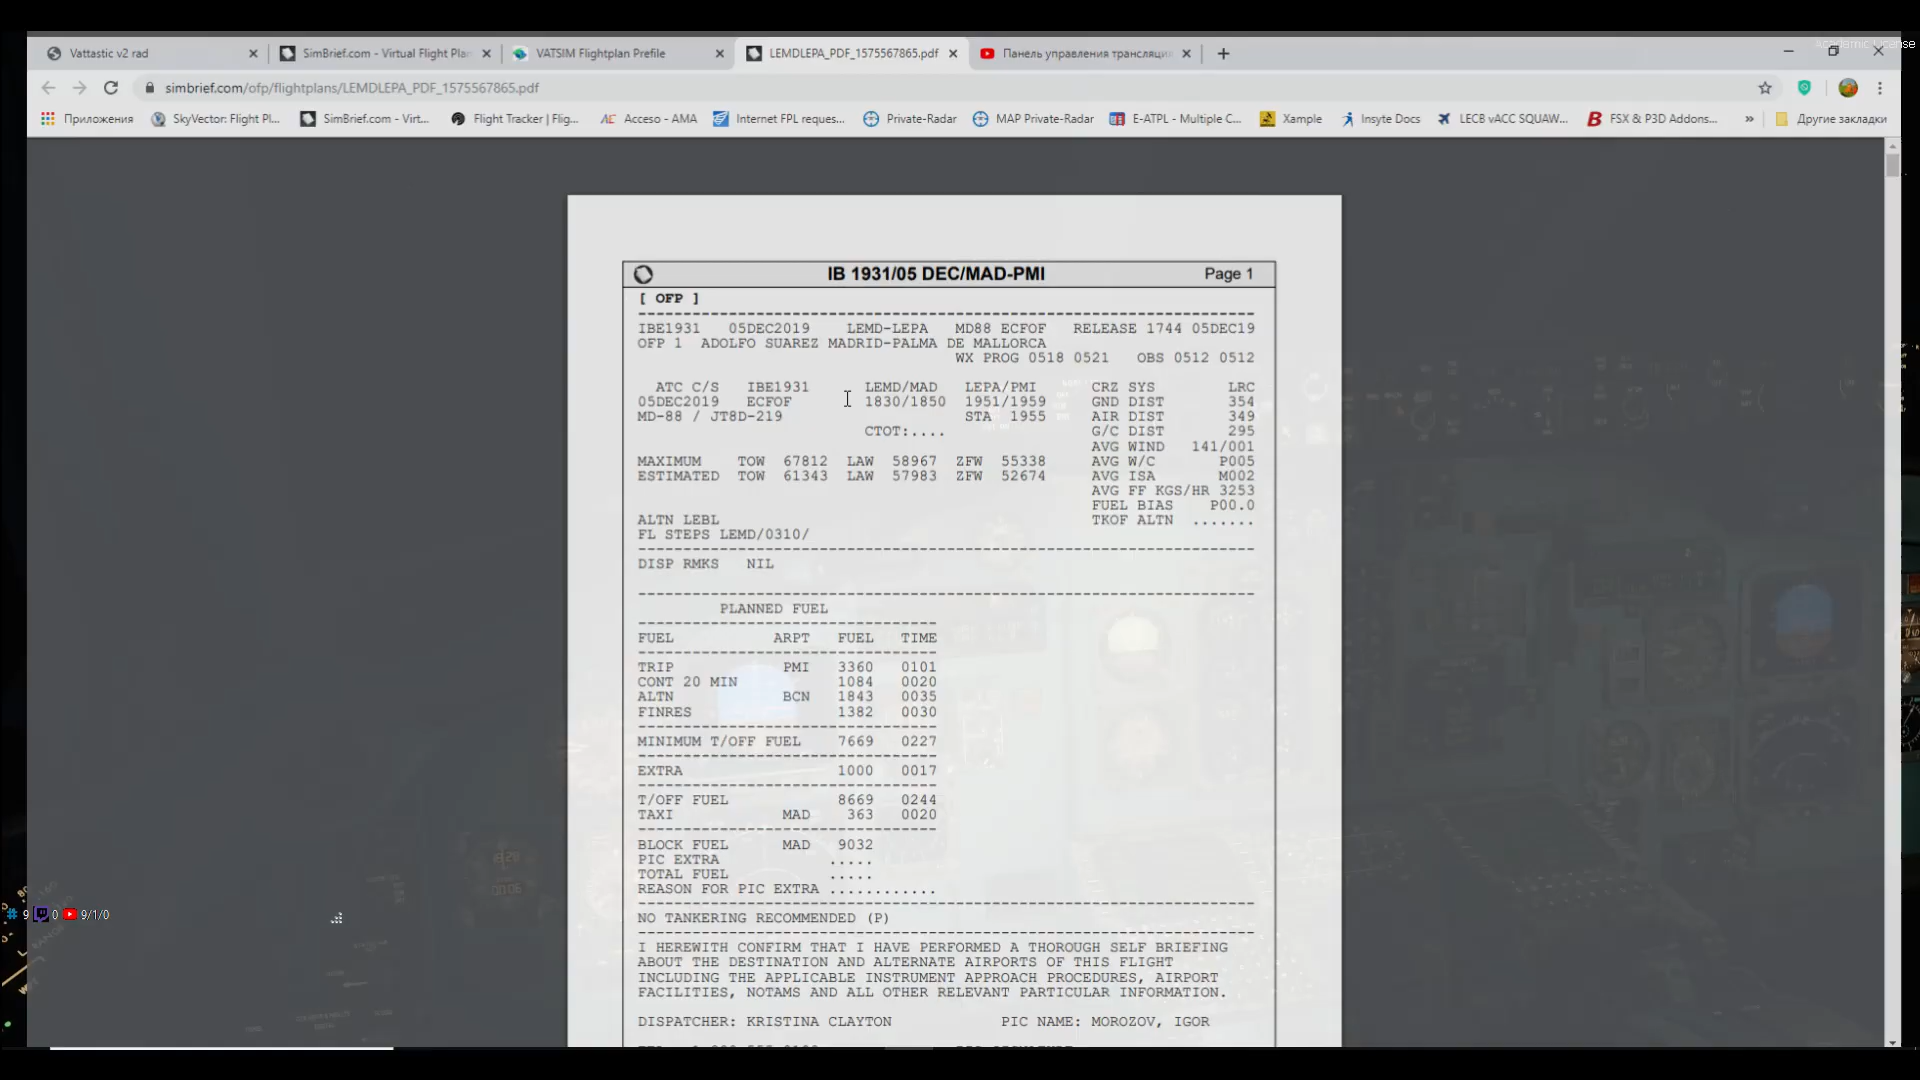 Academic License
Vattastic v2 rad
SimBrief.com - Virtual Flight Pla
VATSIM Flightplan Prefile
LEMDLEPA_PDF_1575567865.pdf
Панель управления трансляци
simbrief.com/ofp/flightplans/LEMDLEPA_PDF_1575567865.pdf
Приложения SkyVector: Flight Pl... SimBrief.com - Virt... Flight Tracker | Flig... Acceso - AMA Internet FPL reques... Private-Radar MAP Private-Radar E-ATPL - Multiple C... Xample Insyte Docs LECB vACC SQUAW... FSX & P3D Addons... » Другие закладки
IB 1931/05 DEC/MAD-PMI Page 1
[ OFP ]
IBE1931 05DEC2019 LEMD-LEPA MD88 ECFOF RELEASE 1744 05DEC19
OFP 1 ADOLFO SUAREZ MADRID-PALMA DE MALLORCA
WX PROG 0518 0521 OBS 0512 0512
ATC C/S IBE1931 LEMD/MAD LEPA/PMI CRZ SYS LRC
05DEC2019 ECFOF 1830/1850 1951/1959 GND DIST 354
MD-88 / JT8D-219 STA 1955 AIR DIST 349
CTOT:.... G/C DIST 295
AVG WIND 141/001
MAXIMUM TOW 67812 LAW 58967 ZFW 55338 AVG W/C P005
ESTIMATED TOW 61343 LAW 57983 ZFW 52674 AVG ISA M002
AVG FF KGS/HR 3253
FUEL BIAS P00.0
ALTN LEBL TKOF ALTN .......
FL STEPS LEMD/0310/
DISP RMKS NIL
PLANNED FUEL
FUEL ARPT FUEL TIME
TRIP PMI 3360 0101
CONT 20 MIN 1084 0020
ALTN BCN 1843 0035
FINRES 1382 0030
MINIMUM T/OFF FUEL 7669 0227
EXTRA 1000 0017
T/OFF FUEL 8669 0244
TAXI MAD 363 0020
BLOCK FUEL MAD 9032
PIC EXTRA .....
TOTAL FUEL .....
REASON FOR PIC EXTRA ............
NO TANKERING RECOMMENDED (P)
I HEREWITH CONFIRM THAT I HAVE PERFORMED A THOROUGH SELF BRIEFING
ABOUT THE DESTINATION AND ALTERNATE AIRPORTS OF THIS FLIGHT
INCLUDING THE APPLICABLE INSTRUMENT APPROACH PROCEDURES, AIRPORT
FACILITIES, NOTAMS AND ALL OTHER RELEVANT PARTICULAR INFORMATION.
DISPATCHER: KRISTINA CLAYTON PIC NAME: MOROZOV, IGOR
9 0 9/1/0